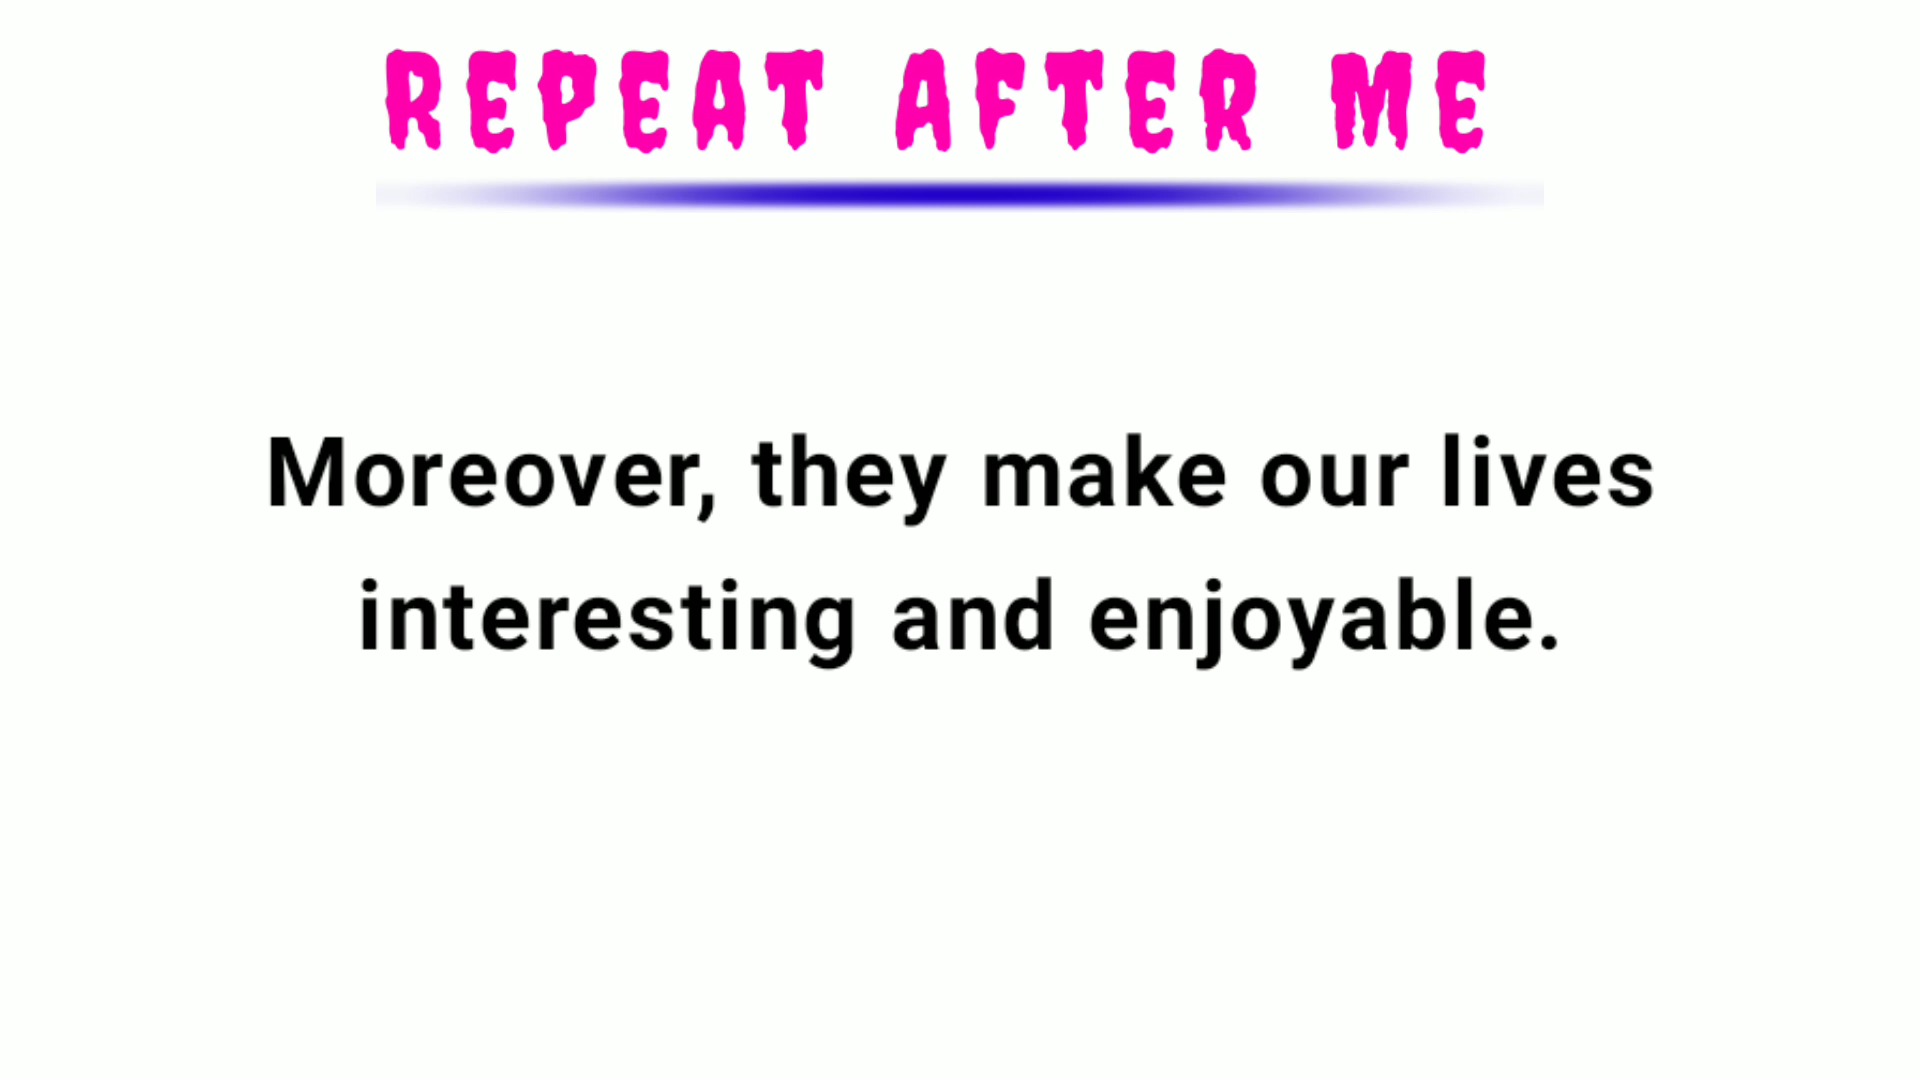 REPEAT AFTER ME
Moreover, they make our lives
interesting and enjoyable.